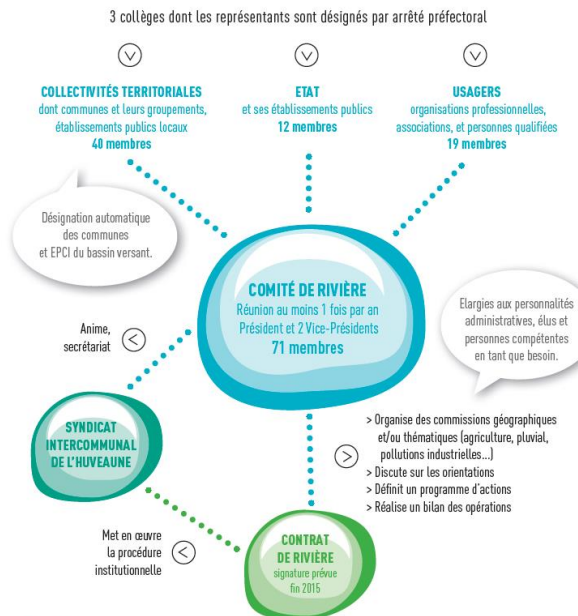 3 collèges dont les représentants sont désignés par arrêté préfectoral
COLLECTIVITÉS TERRITORIALES
dont communes et leurs groupements,
établissements publics locaux
40 membres
ETAT
et ses établissements publics
12 membres
USAGERS
organisations professionnelles,
associations, et personnes qualifiées
19 membres
Désignation automatique
des communes
et EPCI du bassin versant.
COMITÉ DE RIVIÈRE
Réunion au moins 1 fois par an
Président et 2 Vice-Présidents
71 membres
Elargies aux personnalités
administratives, élus et
personnes compétentes
en tant que besoin.
Anime,
secrétariat
SYNDICAT
INTERCOMMUNAL
DE L'HUVEAUNE
> Organise des commissions géographiques
et/ou thématiques (agriculture, pluvial,
pollutions industrielles...)
> Discute sur les orientations
> Définit un programme d'actions
> Réalise un bilan des opérations
Met en œuvre
la procédure
institutionnelle
CONTRAT
DE RIVIÈRE
signature prévue
fin 2015